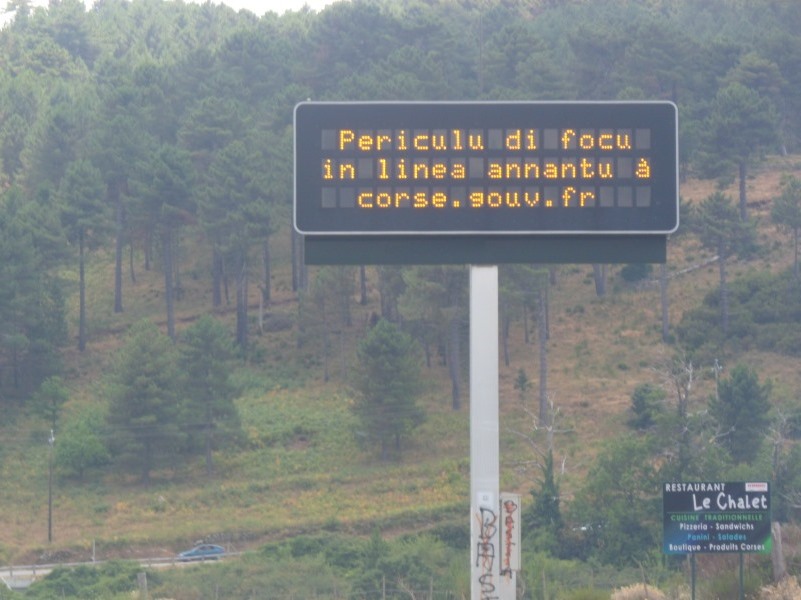 Periculu di focu
in linea annantu à
corse.gouv.fr
RESTAURANT
Le Chalet
CUISINE TRADITIONNELLE
Pizzeria - Sandwichs
Panini - Salades
Boutique - Produits Corses